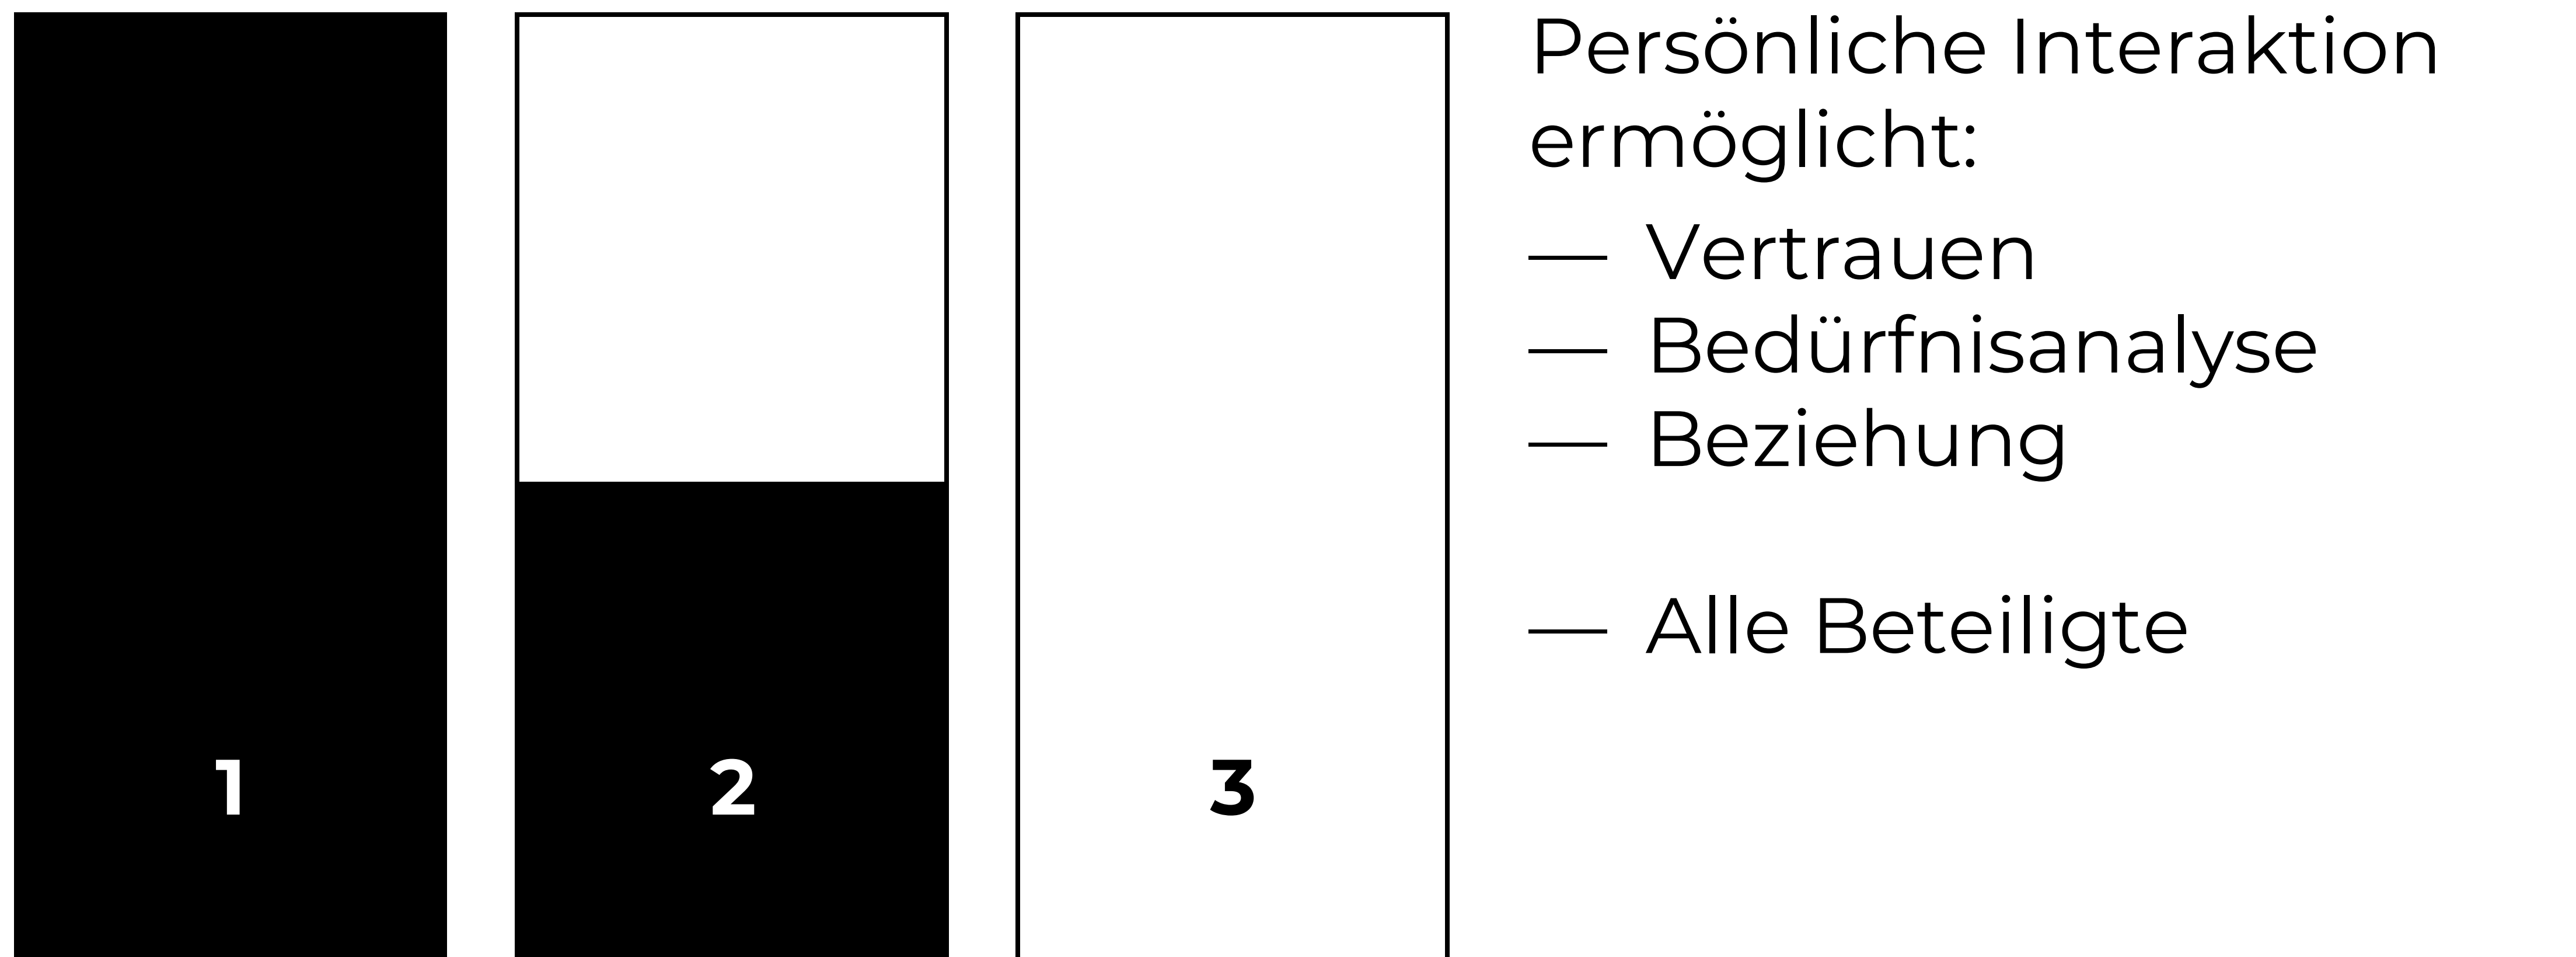 Persönliche Interaktion
ermöglicht:
— Vertrauen
— Bedürfnisanalyse
— Beziehung
— Alle Beteiligte
1
2
3